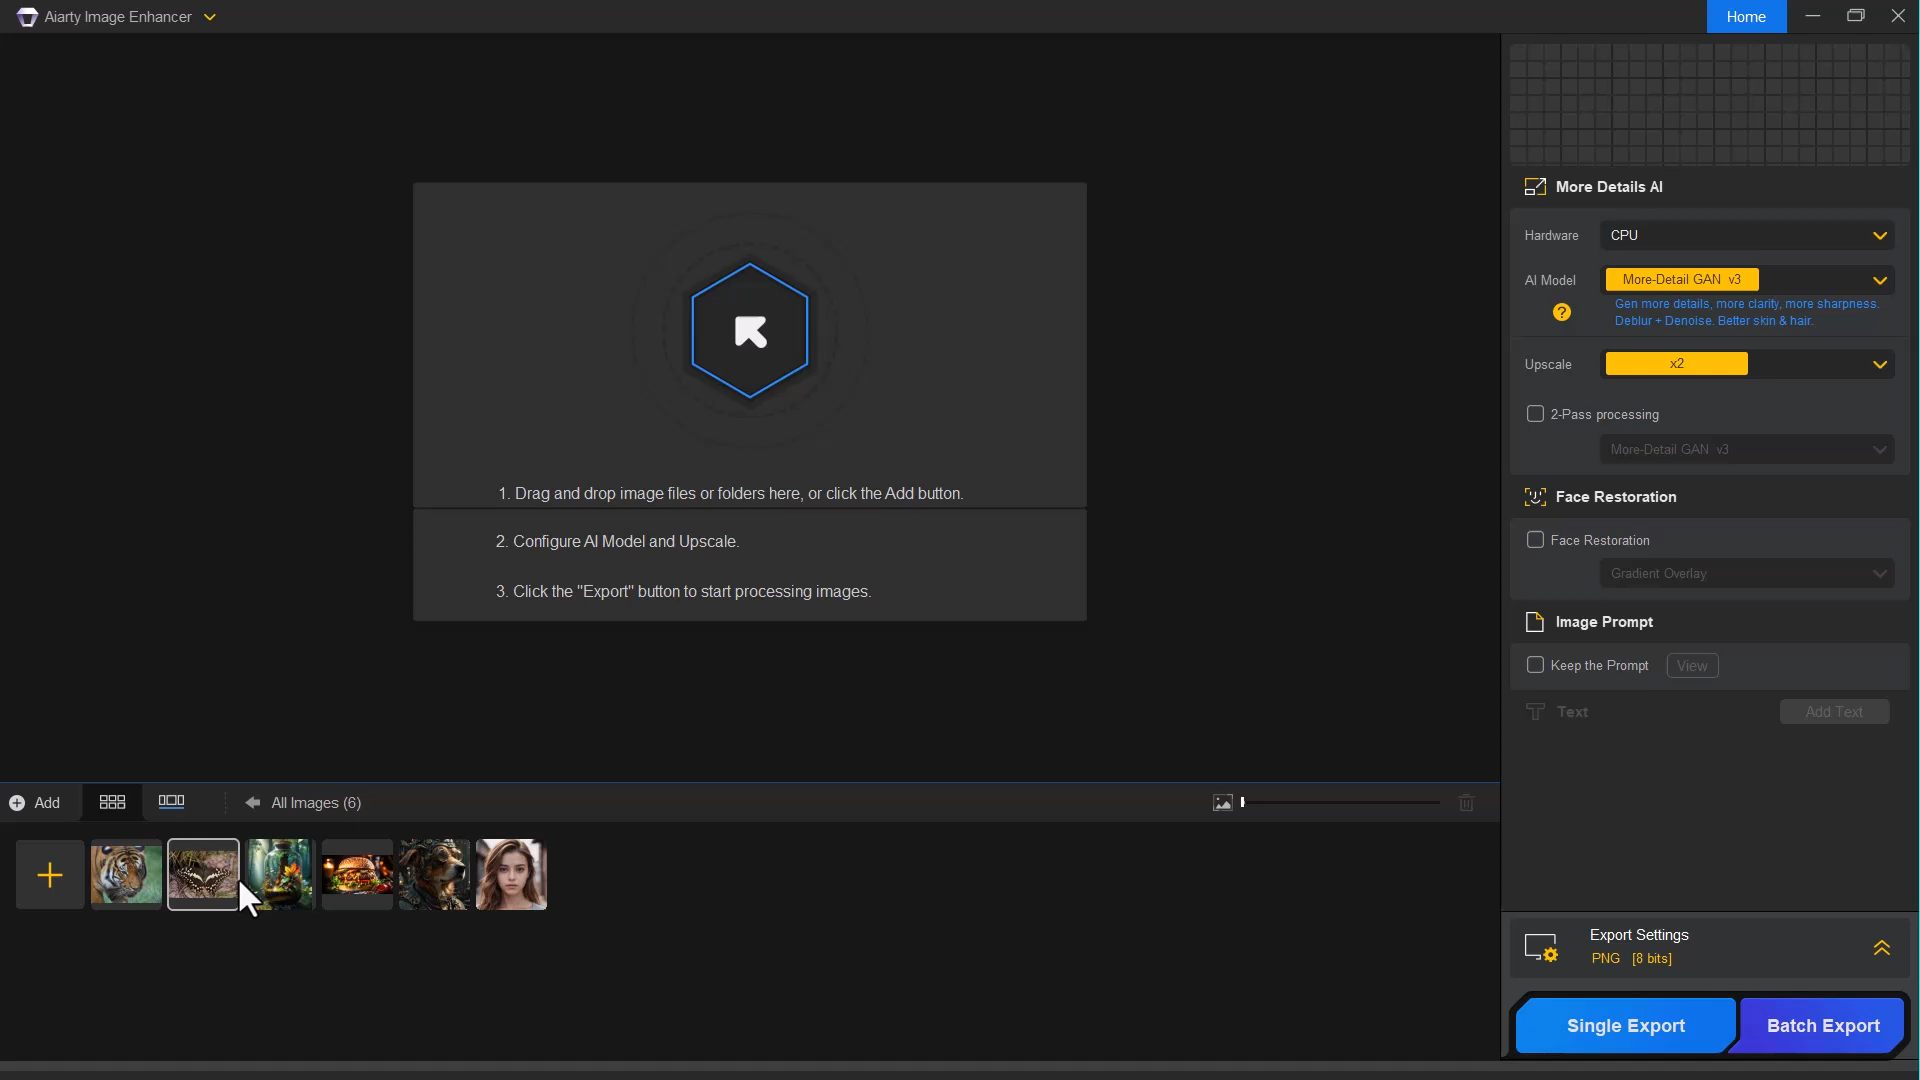 Aiarty Image Enhancer
Home
More Details AI
Hardware
CPU
AI Model
More-Detail GAN v3
?
Gen more details, more clarity, more sharpness.
Deblur + Denoise. Better skin & hair.
Upscale
x2
2-Pass processing
More-Detail GAN v3
Face Restoration
Face Restoration
Gradient Overlay
Image Prompt
Keep the Prompt
View
Text
Add Text
1. Drag and drop image files or folders here, or click the Add button.
2. Configure AI Model and Upscale.
3. Click the "Export" button to start processing images.
Add
All Images (6)
Export Settings
PNG [8 bits]
Single Export
Batch Export